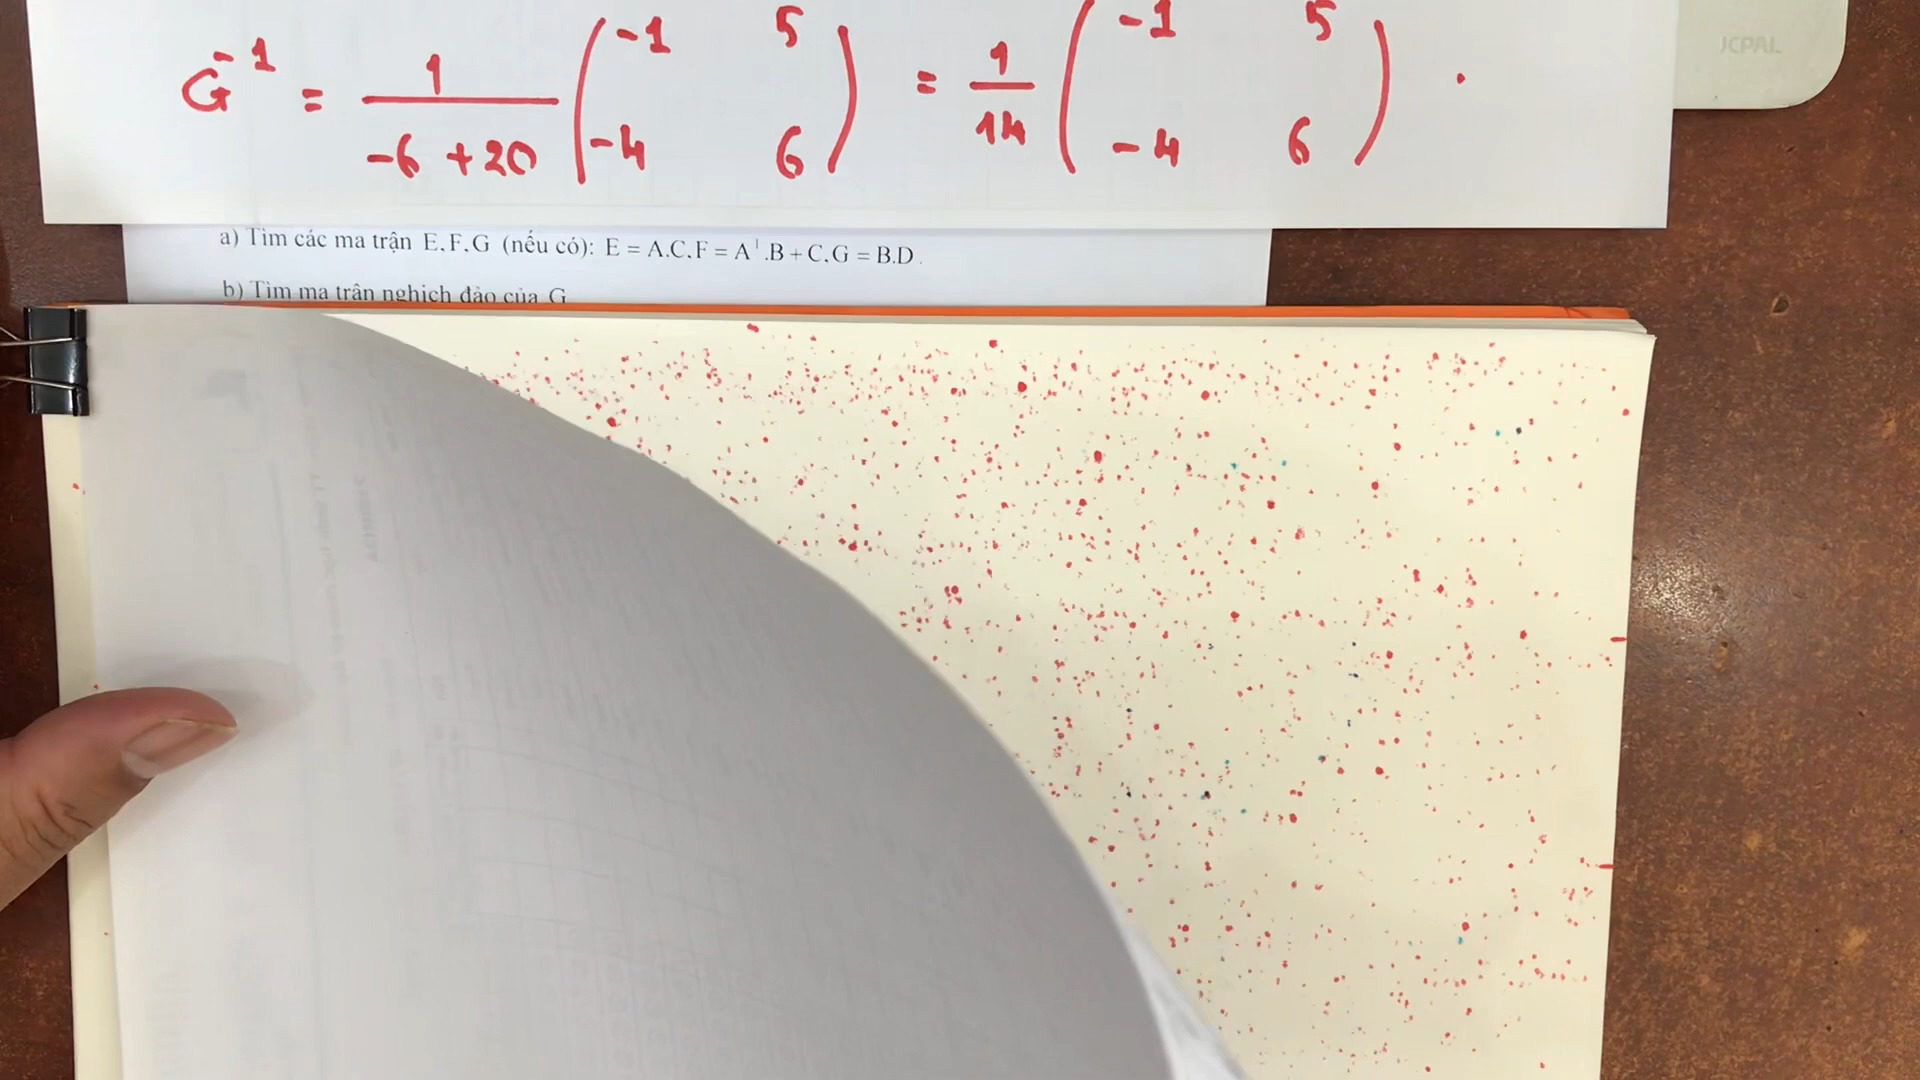 JCPAL
G⁻¹ = 1/(-6 + 20) (-1 5 -4 6) = 1/14 (-1 5 -4 6) .
a) Tìm các ma trận E, F, G (nếu có): E = A.C, F = A¹.B + C, G = B.D.
b) Tìm ma trận nghịch đảo của G